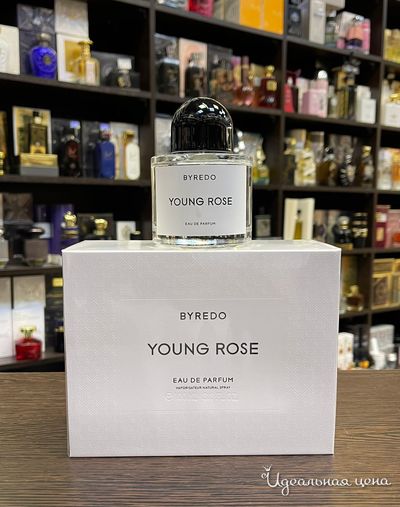 BYREDO
YOUNG ROSE
EAU DE PARFUM
BYREDO
YOUNG ROSE
EAU DE PARFUM
VAPORISATEUR NATURAL SPRAY
Идеальная цена